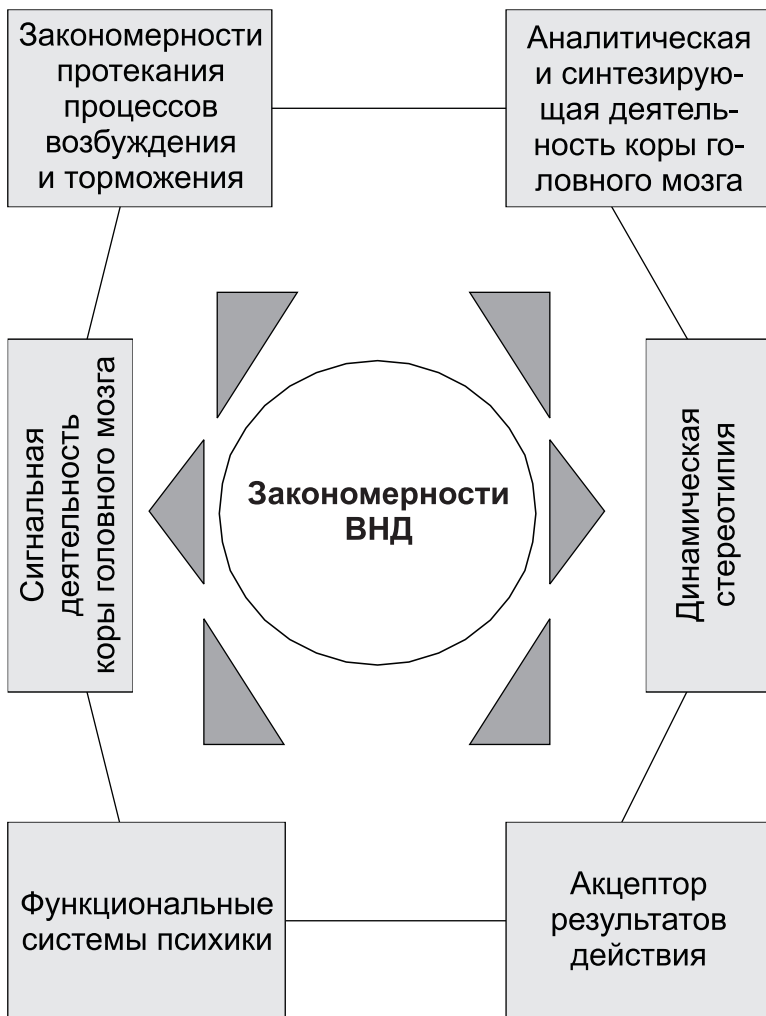 Закономерности
протекания
процессов
возбуждения
и торможения
Аналитическая
и синтезирую-
щая деятель-
ность коры го-
ловного мозга
Сигнальная
деятельность
коры головного мозга
Закономерности
ВНД
Динамическая
стереотипия
Функциональные
системы психики
Акцептор
результатов
действия